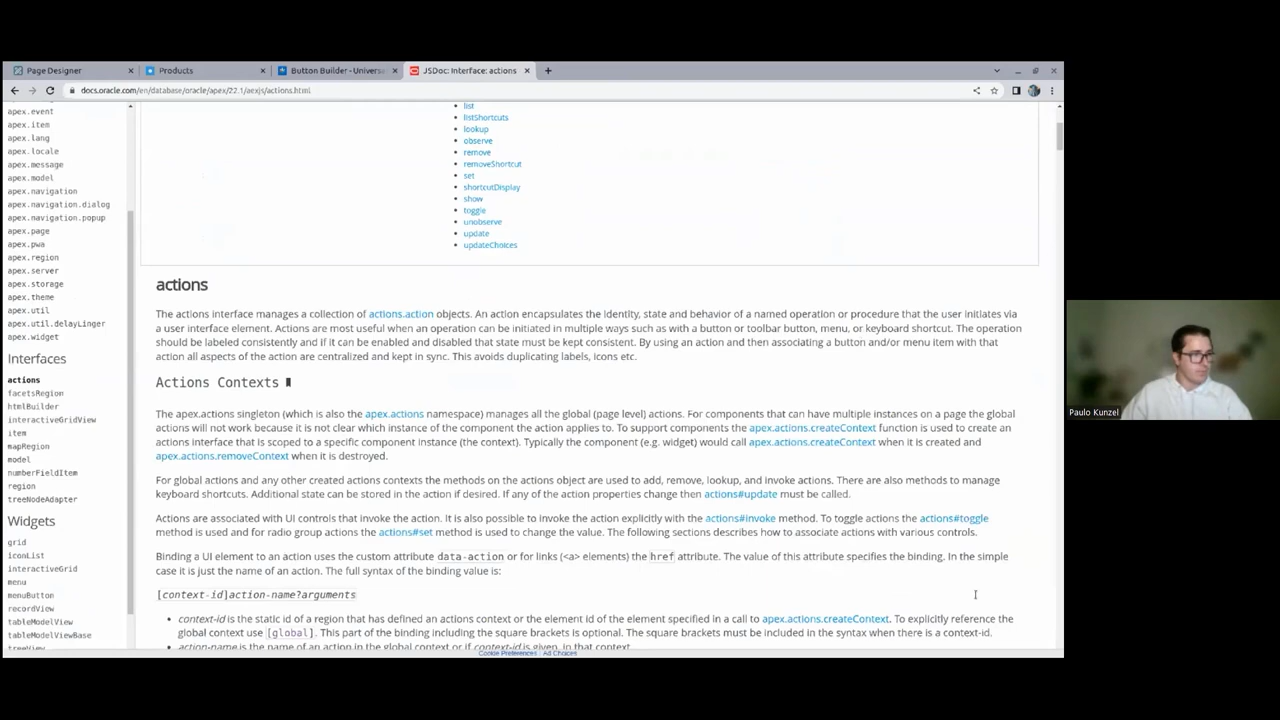 Page Designer
Products
Button Builder - Universa
JSDoc: Interface: actions
docs.oracle.com/en/database/oracle/apex/22.1/aexjs/actions.html
apex.event
apex.item
apex.lang
apex.locale
apex.message
apex.model
apex.navigation
apex.navigation.dialog
apex.navigation.popup
apex.page
apex.pwa
apex.region
apex.server
apex.storage
apex.theme
apex.util
apex.util.delayLinger
apex.widget
Interfaces
actions
facetsRegion
htmlBuilder
interactiveGridView
item
mapRegion
model
numberFieldItem
region
treeNodeAdapter
Widgets
grid
iconList
interactiveGrid
menu
menuButton
recordView
tableModelView
tableModelViewBase
treeView
list
listShortcuts
lookup
observe
remove
removeShortcut
set
shortcutDisplay
show
toggle
unobserve
update
updateChoices
actions
The actions interface manages a collection of actions.action objects. An action encapsulates the identity, state and behavior of a named operation or procedure that the user initiates via
a user interface element. Actions are most useful when an operation can be initiated in multiple ways such as with a button or toolbar button, menu, or keyboard shortcut. The operation
should be labeled consistently and if it can be enabled and disabled that state must be kept consistent. By using an action and then associating a button and/or menu item with that
action all aspects of the action are centralized and kept in sync. This avoids duplicating labels, icons etc.
Actions Contexts
The apex.actions singleton (which is also the apex.actions namespace) manages all the global (page level) actions. For components that can have multiple instances on a page the global
actions will not work because it is not clear which instance of the component the action applies to. To support components the apex.actions.createContext function is used to create an
actions interface that is scoped to a specific component instance (the context). Typically the component (e.g. widget) would call apex.actions.createContext when it is created and
apex.actions.removeContext when it is destroyed.
For global actions and any other created actions contexts the methods on the actions object are used to add, remove, lookup, and invoke actions. There are also methods to manage
keyboard shortcuts. Additional state can be stored in the action if desired. If any of the action properties change then actions#update must be called.
Actions are associated with UI controls that invoke the action. It is also possible to invoke the action explicitly with the actions#invoke method. To toggle actions the actions#toggle
method is used and for radio group actions the actions#set method is used to change the value. The following sections describes how to associate actions with various controls.
Binding a UI element to an action uses the custom attribute data-action or for links (<a> elements) the href attribute. The value of this attribute specifies the binding. In the simple
case it is just the name of an action. The full syntax of the binding value is:
[context-id]action-name?arguments
• context-id is the static id of a region that has defined an actions context or the element id of the element specified in a call to apex.actions.createContext. To explicitly reference the
global context use [global]. This part of the binding including the square brackets is optional. The square brackets must be included in the syntax when there is a context-id.
• action-name is the name of an action in the global context or if context-id is given, in that context.
Cookie Preferences | Ad Choices
Paulo Kunzel